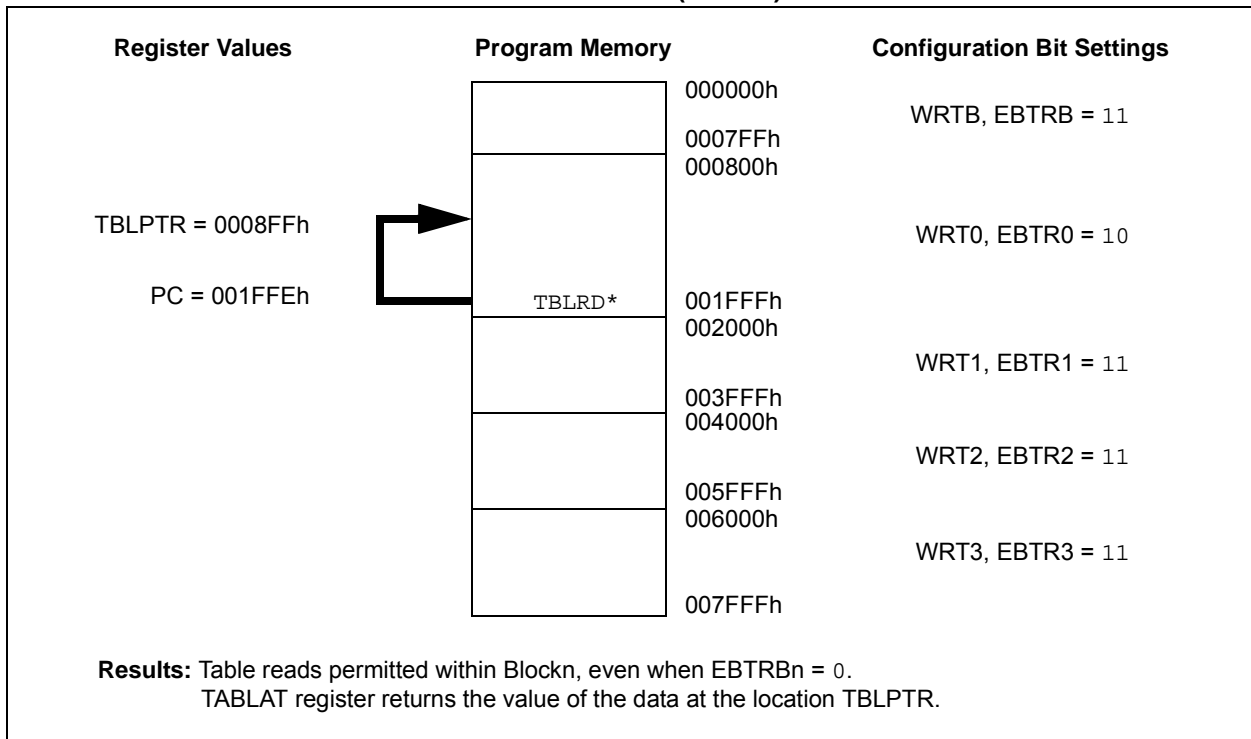 Register Values Program Memory Configuration Bit Settings
000000h
WRTB, EBTRB = 11
0007FFh
000800h
TBLPTR = 0008FFh
WRT0, EBTR0 = 10
PC = 001FFEh TBLRD* 001FFFh
002000h
WRT1, EBTR1 = 11
003FFFh
004000h
WRT2, EBTR2 = 11
005FFFh
006000h
WRT3, EBTR3 = 11
007FFFh
Results: Table reads permitted within Blockn, even when EBTRBn = 0.
TABLAT register returns the value of the data at the location TBLPTR.